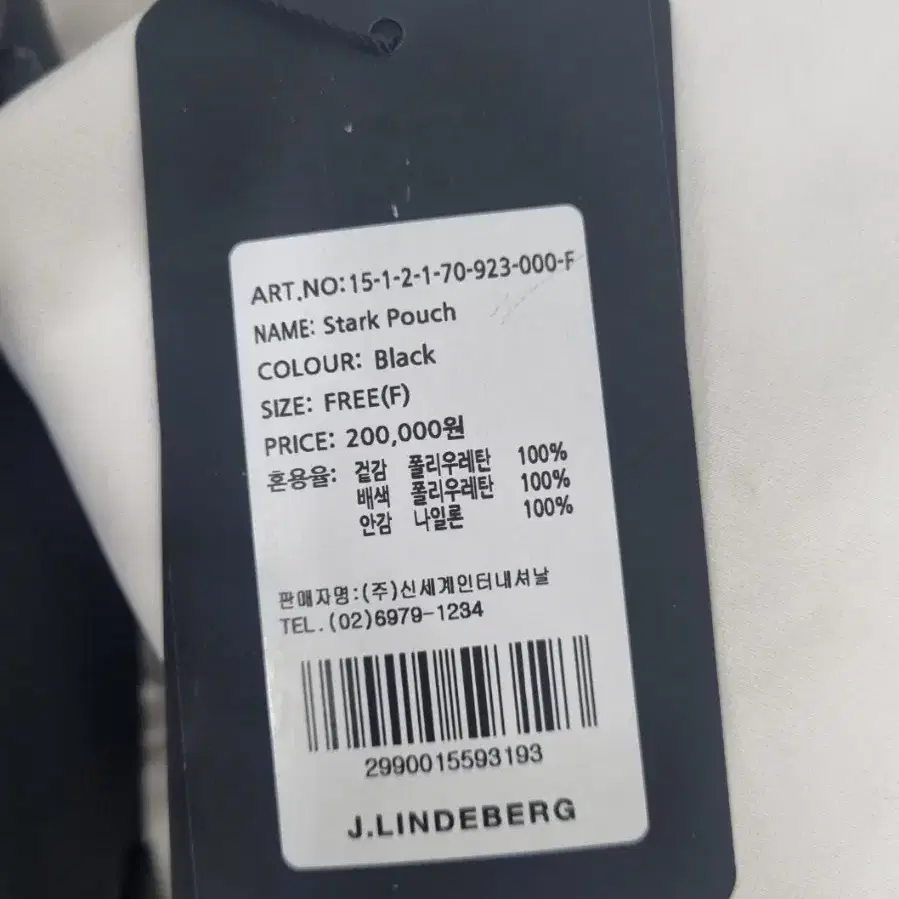 ART.NO:15-1-2-1-70-923-000-F
NAME: Stark Pouch
COLOUR: Black
SIZE: FREE(F)
PRICE: 200,000원
혼용율: 겉감 폴리우레탄 100%
배색 폴리우레탄 100%
안감 나일론 100%
판매자명:(주)신세계인터내셔날
TEL.(02)6979-1234
2990015593193
J.LINDEBERG